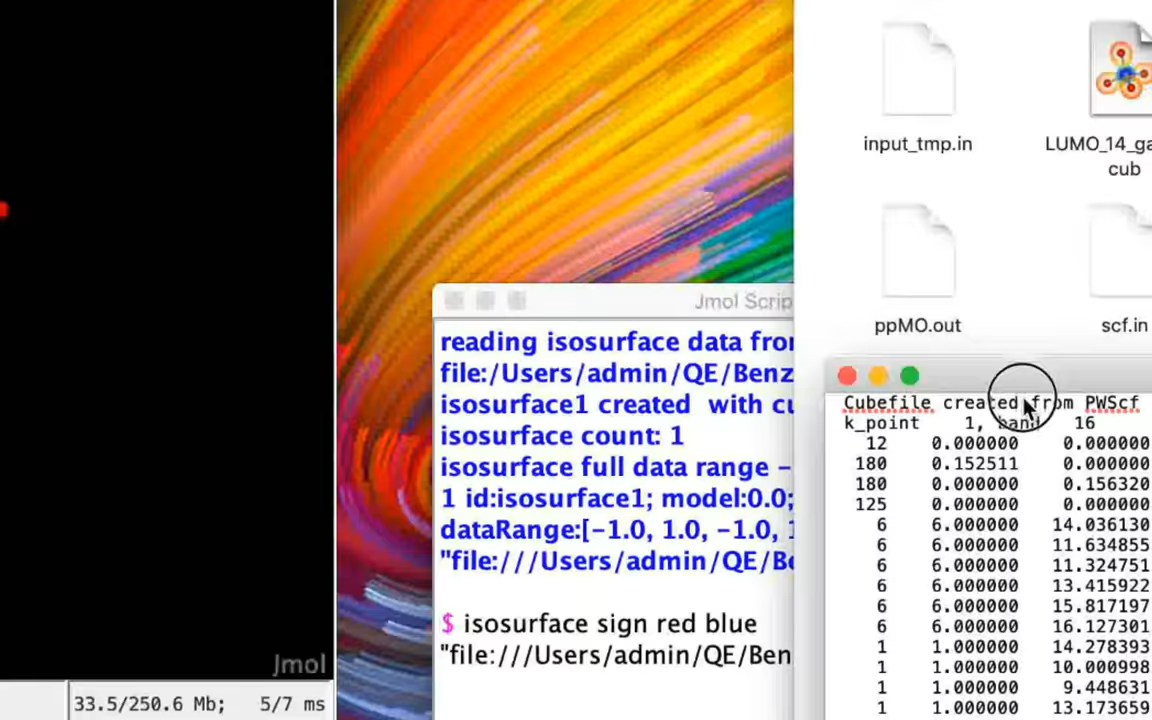 input_tmp.in
LUMO_14_ga
cub
ppMO.out
scf.in
Jmol Scrip
reading isosurface data from
file:/Users/admin/QE/Benz
isosurface1 created with cu
isosurface count: 1
isosurface full data range -
1 id:isosurface1; model:0.0;
dataRange:[-1.0, 1.0, -1.0, 1
"file:///Users/admin/QE/Be
$ isosurface sign red blue
"file:///Users/admin/QE/Ben
Cubefile created from PWScf
k_point 1, band 16
12 0.000000 0.000000
180 0.152511 0.000000
180 0.000000 0.156320
125 0.000000 0.000000
6 6.000000 14.036130
6 6.000000 11.634855
6 6.000000 11.324751
6 6.000000 13.415922
6 6.000000 15.817197
6 6.000000 16.127301
1 1.000000 14.278393
1 1.000000 10.000998
1 1.000000 9.448631
1 1.000000 13.173659
Jmol
33.5/250.6 Mb; 5/7 ms